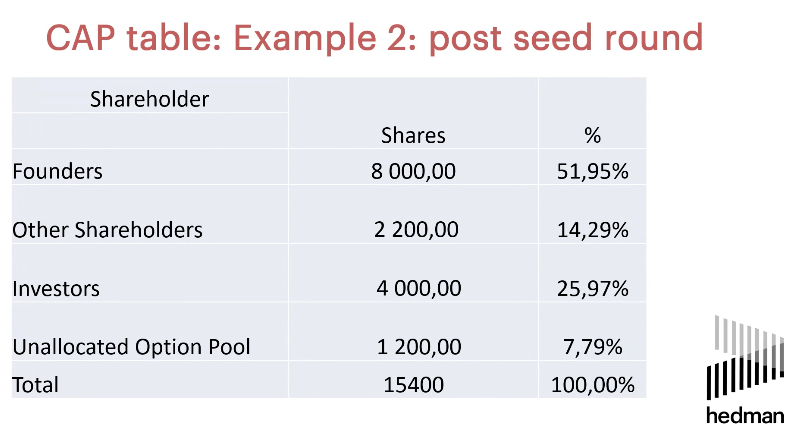 CAP table: Example 2: post seed round
Shareholder
Shares %
Founders 8 000,00 51,95%
Other Shareholders 2 200,00 14,29%
Investors 4 000,00 25,97%
Unallocated Option Pool 1 200,00 7,79%
Total 15400 100,00%
hedman